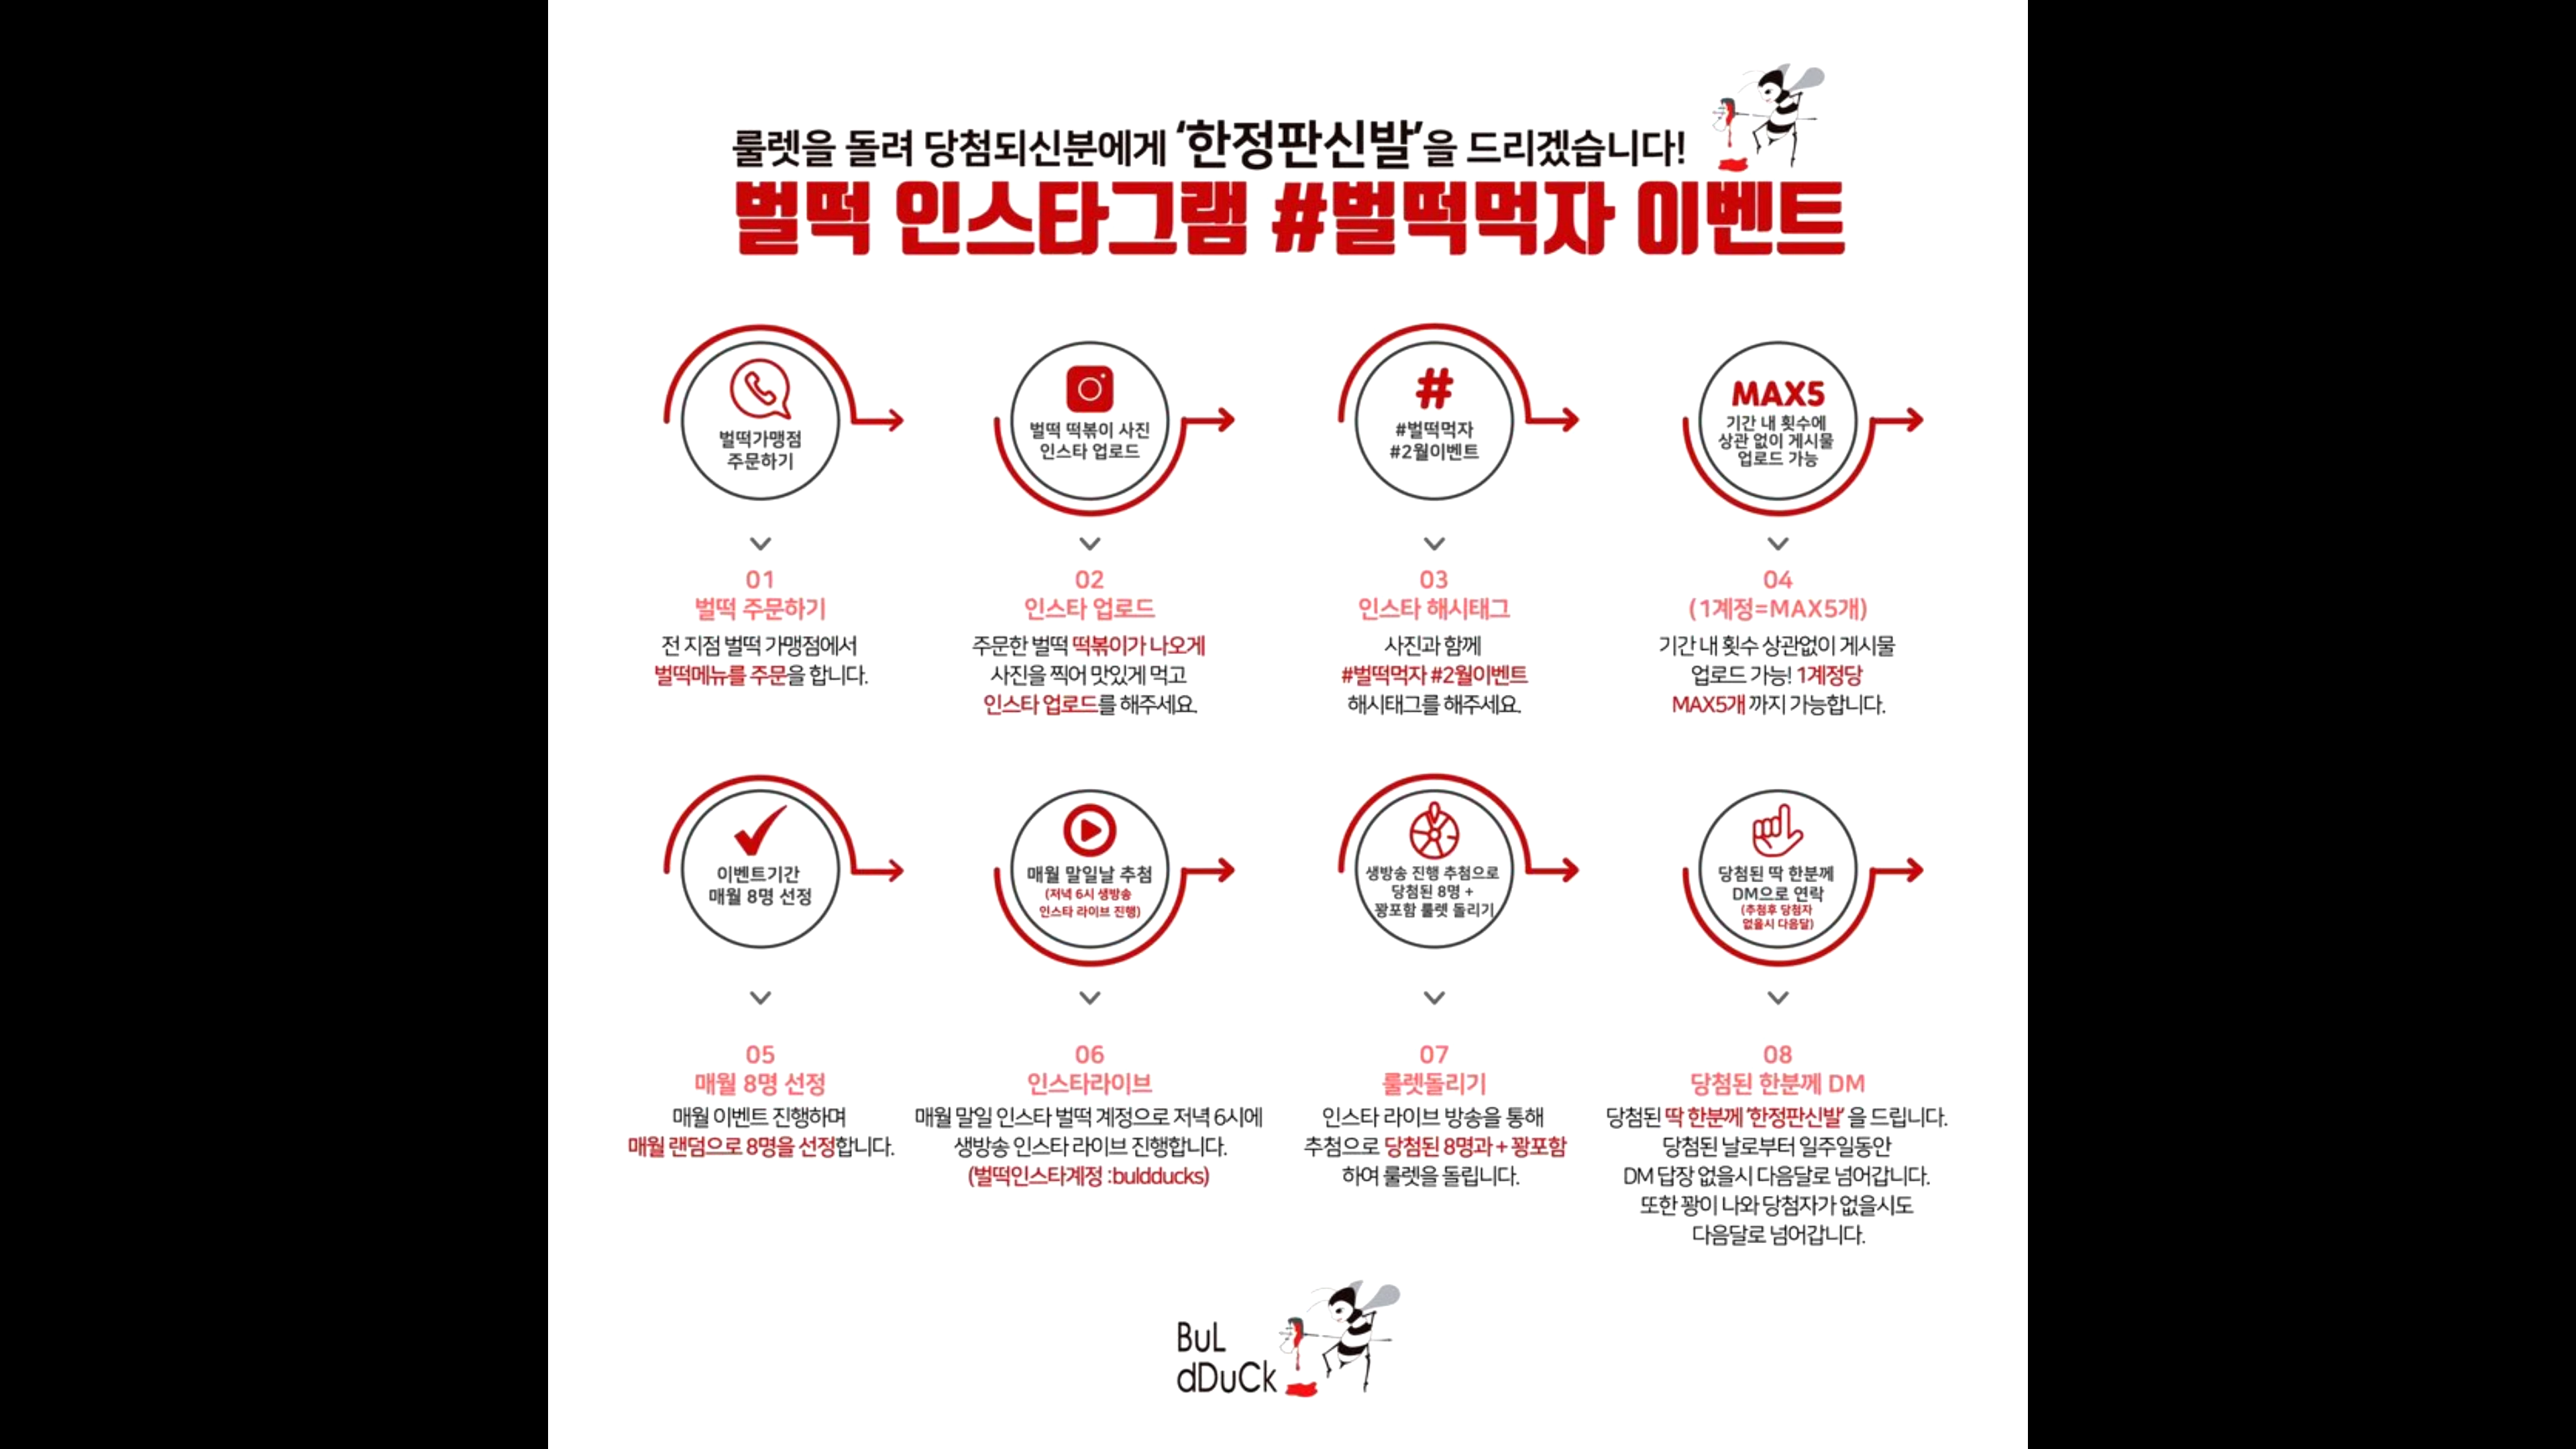 룰렛을 돌려 당첨되신분에게 '한정판신발'을 드리겠습니다!
벌떡 인스타그램 #벌떡먹자 이벤트
벌떡가맹점
주문하기
벌떡 떡볶이 사진
인스타 업로드
#
#벌떡먹자
#2월이벤트
MAX5
기간 내 횟수에
상관 없이 게시물
업로드 가능
01
벌떡 주문하기
전 지점 벌떡 가맹점에서
벌떡메뉴를 주문을 합니다.
02
인스타 업로드
주문한 벌떡 떡볶이가 나오게
사진을 찍어 맛있게 먹고
인스타 업로드를 해주세요.
03
인스타 해시태그
사진과 함께
#벌떡먹자 #2월이벤트
해시태그를 해주세요.
04
(1계정=MAX5개)
기간 내 횟수 상관없이 게시물
업로드 가능! 1계정당
MAX5개 까지 가능합니다.
이벤트기간
매월 8명 선정
매월 말일날 추첨
(저녁 6시 생방송
인스타 라이브 진행)
생방송 진행 추첨으로
당첨된 8명 +
꽝포함 룰렛 돌리기
당첨된 딱 한분께
DM으로 연락
(추첨후 당첨자
없을시 다음달)
05
매월 8명 선정
매월 이벤트 진행하며
매월 랜덤으로 8명을 선정합니다.
06
인스타라이브
매월 말일 인스타 벌떡 계정으로 저녁 6시에
생방송 인스타 라이브 진행합니다.
(벌떡인스타계정 :buldducks)
07
룰렛돌리기
인스타 라이브 방송을 통해
추첨으로 당첨된 8명과 + 꽝포함
하여 룰렛을 돌립니다.
08
당첨된 한분께 DM
당첨된 딱 한분께 '한정판신발' 을 드립니다.
당첨된 날로부터 일주일동안
DM 답장 없을시 다음달로 넘어갑니다.
또한 꽝이 나와 당첨자가 없을시도
다음달로 넘어갑니다.
BuL
dDuCk